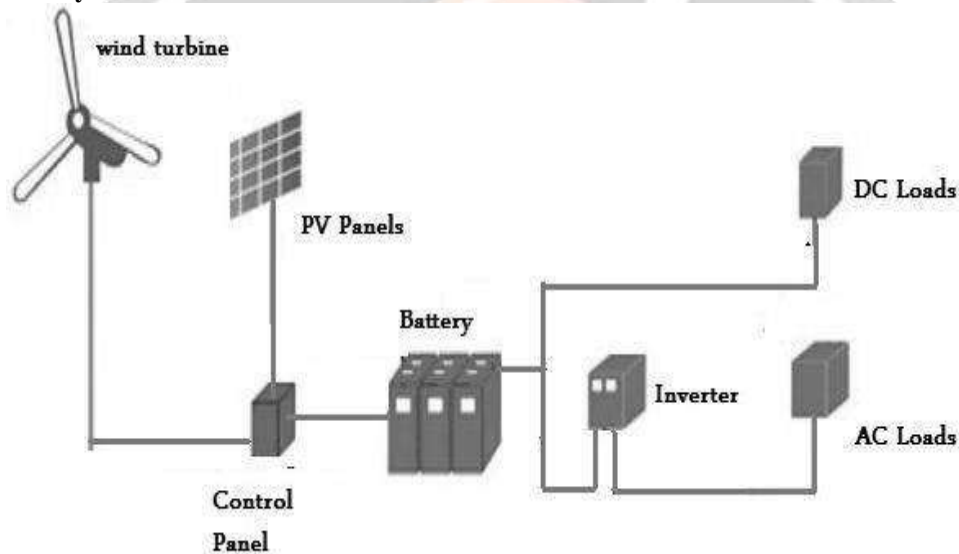 wind turbine
PV Panels
DC Loads
Battery
Inverter
AC Loads
Control
Panel